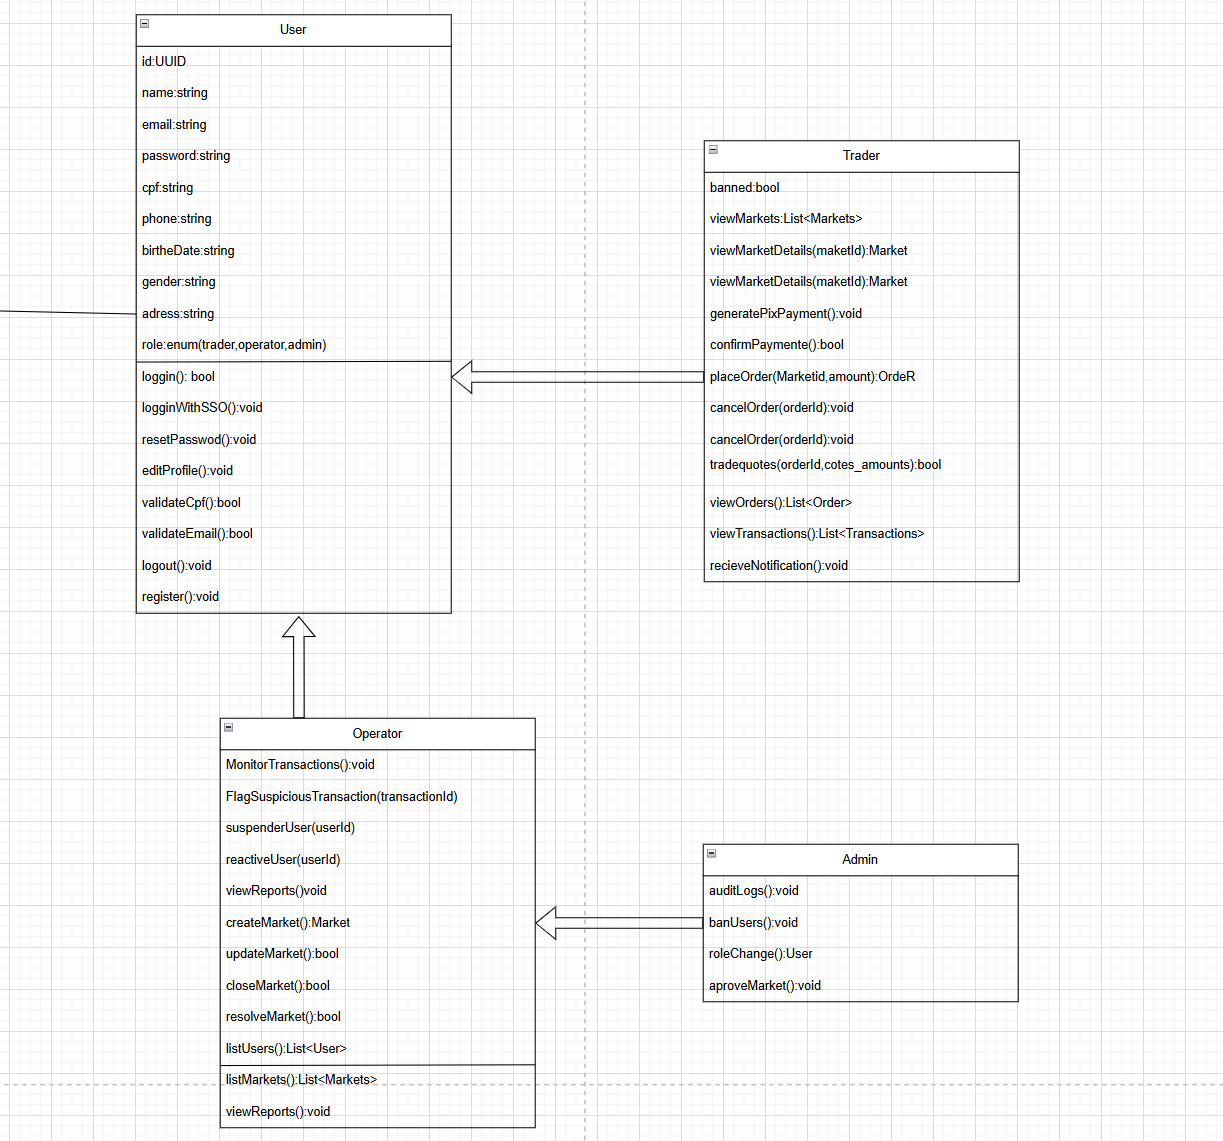 User
id:UUID
name:string
email:string
password:string
cpf:string
phone:string
birtheDate:string
gender:string
adress:string
role:enum(trader,operator,admin)
loggin(): bool
logginWithSSO():void
resetPasswod():void
editProfile():void
validateCpf():bool
validateEmail():bool
logout():void
register():void
Trader
banned:bool
viewMarkets:List<Markets>
viewMarketDetails(maketId):Market
viewMarketDetails(maketId):Market
generatePixPayment():void
confirmPaymente():bool
placeOrder(Marketid,amount):OrdeR
cancelOrder(orderId):void
cancelOrder(orderId):void
tradequotes(orderId,cotes_amounts):bool
viewOrders():List<Order>
viewTransactions():List<Transactions>
recieveNotification():void
Operator
MonitorTransactions():void
FlagSuspiciousTransaction(transactionId)
suspenderUser(userId)
reactiveUser(userId)
viewReports()void
createMarket():Market
updateMarket():bool
closeMarket():bool
resolveMarket():bool
listUsers():List<User>
listMarkets():List<Markets>
viewReports():void
Admin
auditLogs():void
banUsers():void
roleChange():User
aproveMarket():void